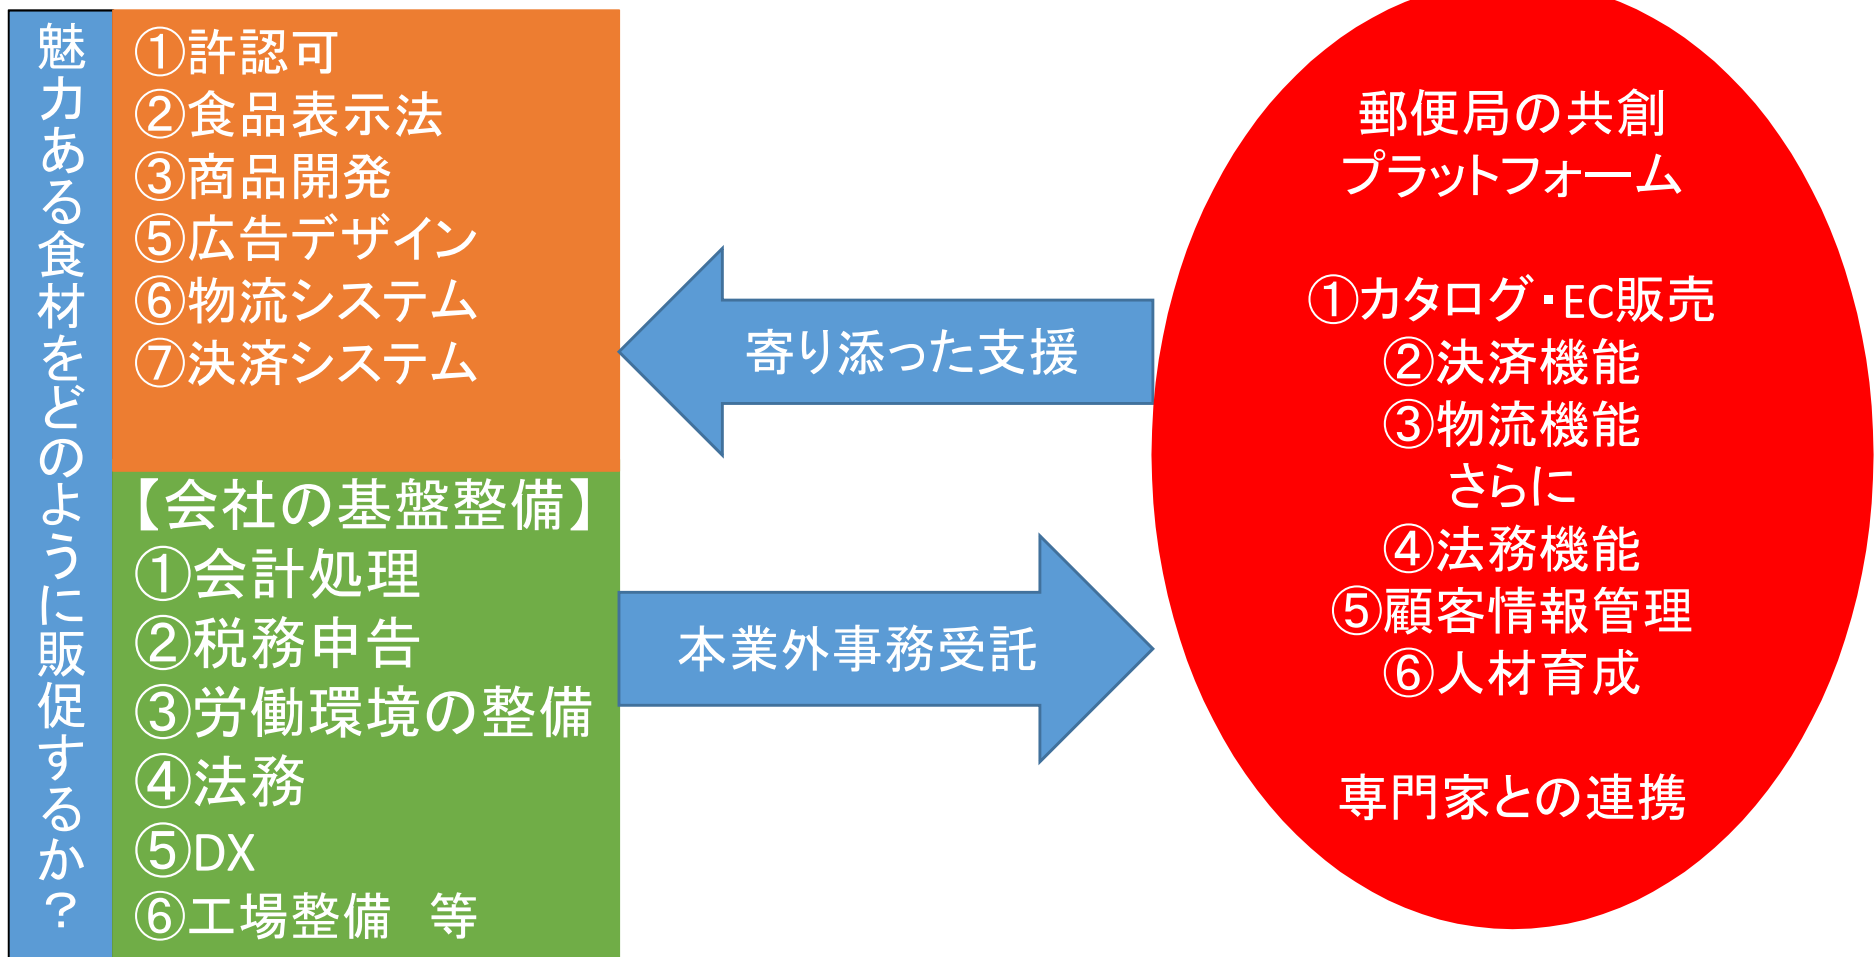 魅力ある食材をどのように販促するか？
①許認可
②食品表示法
③商品開発
⑤広告デザイン
⑥物流システム
⑦決済システム
【会社の基盤整備】
①会計処理
②税務申告
③労働環境の整備
④法務
⑤DX
⑥工場整備　等
寄り添った支援
本業外事務受託
郵便局の共創
プラットフォーム
①カタログ・EC販売
②決済機能
③物流機能
さらに
④法務機能
⑤顧客情報管理
⑥人材育成
専門家との連携